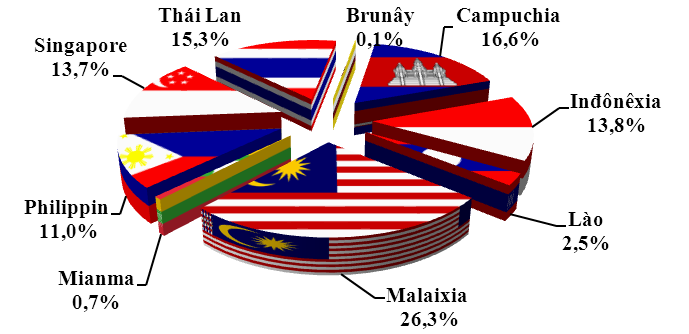 Thái Lan
15,3%
Brunây
0,1%
Campuchia
16,6%
Singapore
13,7%
Inđônêxia
13,8%
Philippin
11,0%
Lào
2,5%
Mianma
0,7%
Malaixia
26,3%